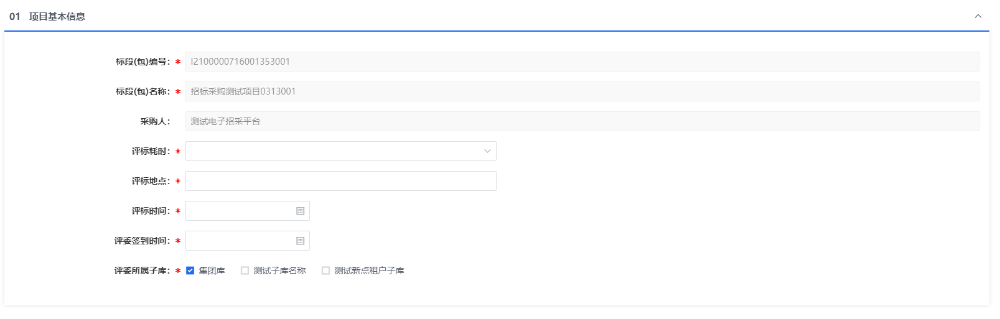 01 项目基本信息
标段(包)编号：* I2100000716001353001
标段(包)名称：* 招标采购测试项目0313001
采购人： 测试电子招采平台
评标耗时：*
评标地点：*
评标时间：*
评委签到时间：*
评委所属子库：* 集团库 测试子库名称 测试新点租户子库